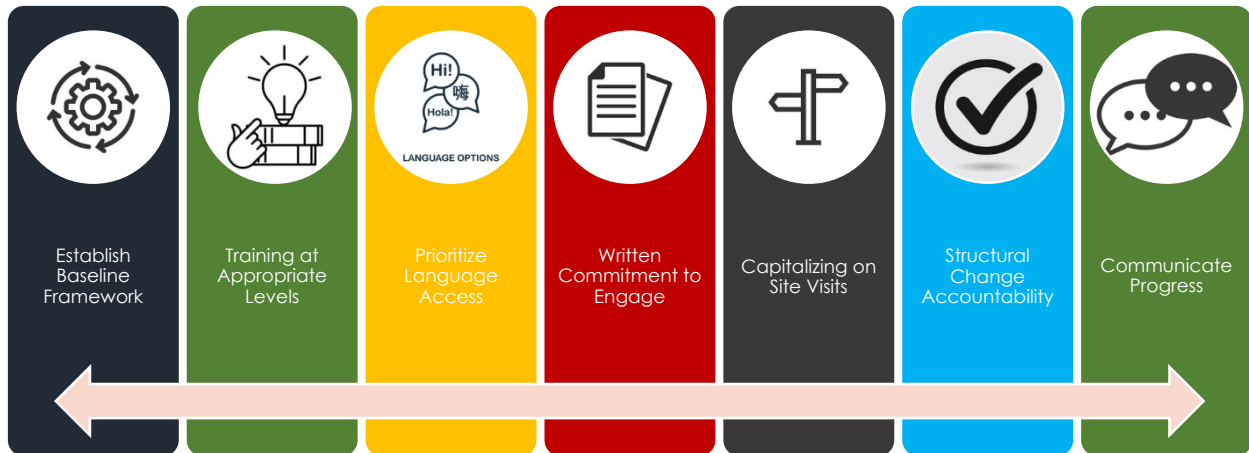 Hi!
嗨
Hola!
LANGUAGE OPTIONS
Establish
Baseline
Framework
Training at
Appropriate
Levels
Prioritize
Language
Access
Written
Commitment to
Engage
Capitalizing on
Site Visits
Structural
Change
Accountability
Communicate
Progress